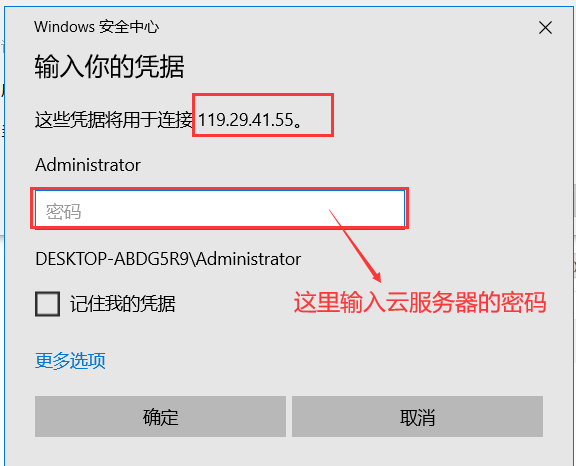 Windows 安全中心
输入你的凭据
这些凭据将用于连接 119.29.41.55。
Administrator
密码
DESKTOP-ABDG5R9\Administrator
记住我的凭据
这里输入云服务器的密码
更多选项
确定
取消